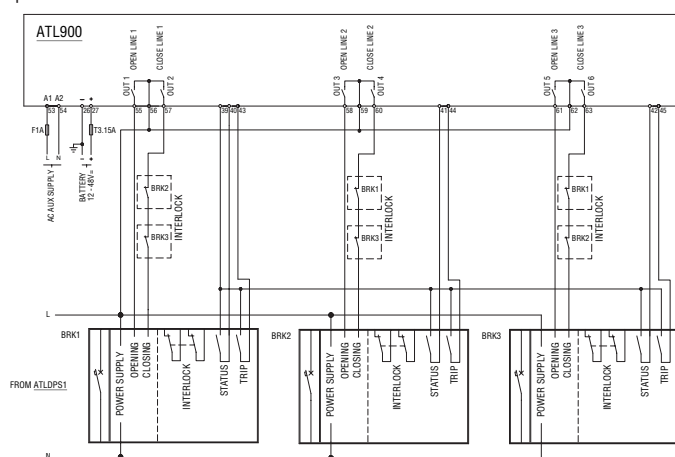 ATL900
OPEN LINE 1
CLOSE LINE 1
OPEN LINE 2
CLOSE LINE 2
OPEN LINE 3
CLOSE LINE 3
OUT 1
OUT 2
OUT 3
OUT 4
OUT 5
OUT 6
A1 A2
- +
53 54 26 27 55 56 57 39 40 43 58 59 60 41 44 61 62 63 42 45
F1A
T3.15A
L N
- +
AC AUX SUPPLY
BATTERY
12 - 48V=
BRK2
BRK3
INTERLOCK
BRK1
BRK3
INTERLOCK
BRK1
BRK2
INTERLOCK
L
BRK1
POWER SUPPLY
OPENING
CLOSING
INTERLOCK
STATUS
TRIP
BRK2
POWER SUPPLY
OPENING
CLOSING
INTERLOCK
STATUS
TRIP
BRK3
POWER SUPPLY
OPENING
CLOSING
INTERLOCK
STATUS
TRIP
FROM ATLDPS1
N